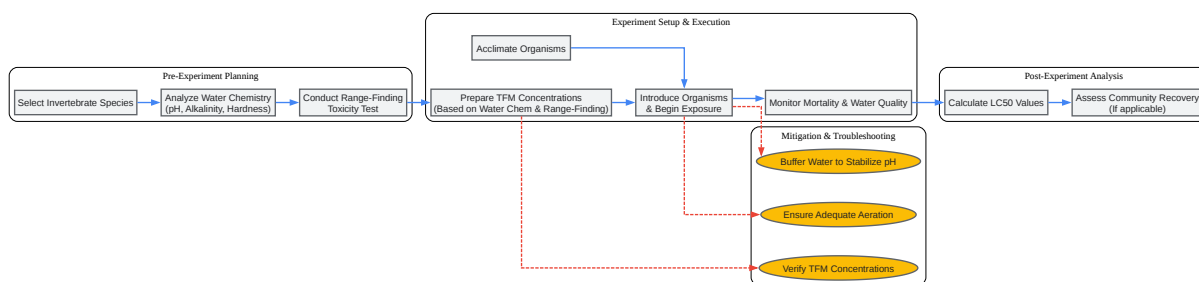 Experiment Setup & Execution
Acclimate Organisms
Pre-Experiment Planning
Select Invertebrate Species
Analyze Water Chemistry
(pH, Alkalinity, Hardness)
Conduct Range-Finding
Toxicity Test
Prepare TFM Concentrations
(Based on Water Chem & Range-Finding)
Introduce Organisms
& Begin Exposure
Monitor Mortality & Water Quality
Post-Experiment Analysis
Calculate LC50 Values
Assess Community Recovery
(If applicable)
Mitigation & Troubleshooting
Buffer Water to Stabilize pH
Ensure Adequate Aeration
Verify TFM Concentrations